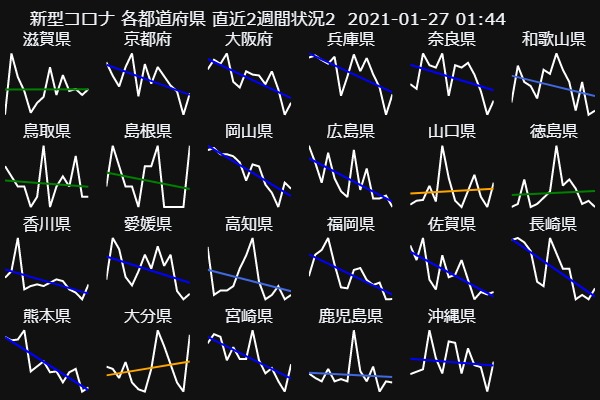 新型コロナ 各都道府県 直近2週間状況2 2021-01-27 01:44
滋賀県 京都府 大阪府 兵庫県 奈良県 和歌山県
鳥取県 島根県 岡山県 広島県 山口県 徳島県
香川県 愛媛県 高知県 福岡県 佐賀県 長崎県
熊本県 大分県 宮崎県 鹿児島県 沖縄県